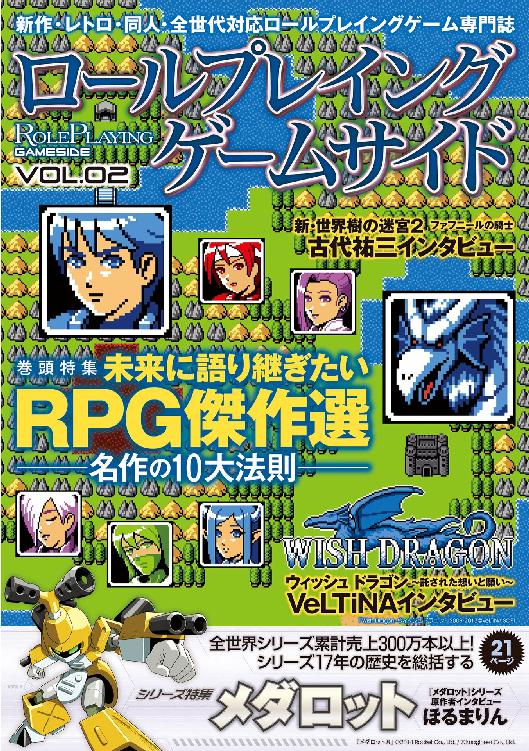 新作・レトロ・同人・全世代対応ロールプレイングゲーム専門誌
ロールプレイング
ゲームサイド
ROLEPLAYING
GAMESIDE
VOL.02
新・世界樹の迷宮2 ファフニールの騎士
古代祐三インタビュー
巻頭特集 未来に語り継ぎたい
RPG傑作選
名作の10大法則
WISH DRAGON
ウィッシュ ドラゴン 〜託された想いと願い〜
VeLTiNAインタビュー
全世界シリーズ累計売上300万本以上!
シリーズ17年の歴史を総括する
21ページ
シリーズ特集 メダロット
『メダロット』シリーズ
原作者インタビュー
ほるまりん